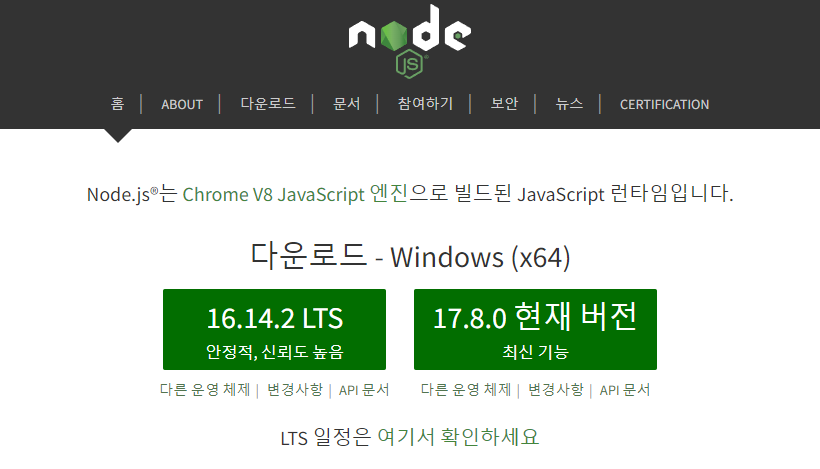 node
JS®
홈 | ABOUT | 다운로드 | 문서 | 참여하기 | 보안 | 뉴스 | CERTIFICATION
Node.js®는 Chrome V8 JavaScript 엔진으로 빌드된 JavaScript 런타임입니다.
다운로드 - Windows (x64)
16.14.2 LTS
안정적, 신뢰도 높음
다른 운영 체제 | 변경사항 | API 문서
17.8.0 현재 버전
최신 기능
다른 운영 체제 | 변경사항 | API 문서
LTS 일정은 여기서 확인하세요